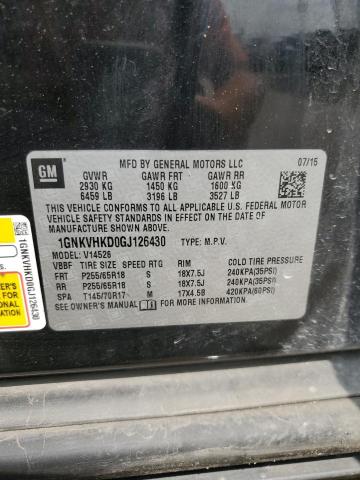 MFD BY GENERAL MOTORS LLC 07/15
GM
GVWR GAWR FRT GAWR RR
2930 KG 1450 KG 1600 KG
6459 LB 3196 LB 3527 LB
THIS VEHICLE CONFORMS TO ALL APPLICABLE U.S. FEDERAL MOTOR
VEHICLE SAFETY STANDARDS IN EFFECT ON THE DATE OF
MANUFACTURE SHOWN ABOVE.
1GNKVHKD0GJ126430 TYPE: M.P.V.
MODEL: V14526
VBBF TIRE SIZE SPEED RTG RIM COLD TIRE PRESSURE
FRT P255/65R18 S 18X7.5J 240KPA(35PSI)
RR P255/65R18 S 18X7.5J 240KPA(35PSI)
SPA T145/70R17 M 17X4.5B 420KPA(60PSI)
SEE OWNER'S MANUAL FOR MORE INFORMATION.
1GNKVHKD0GJ126430